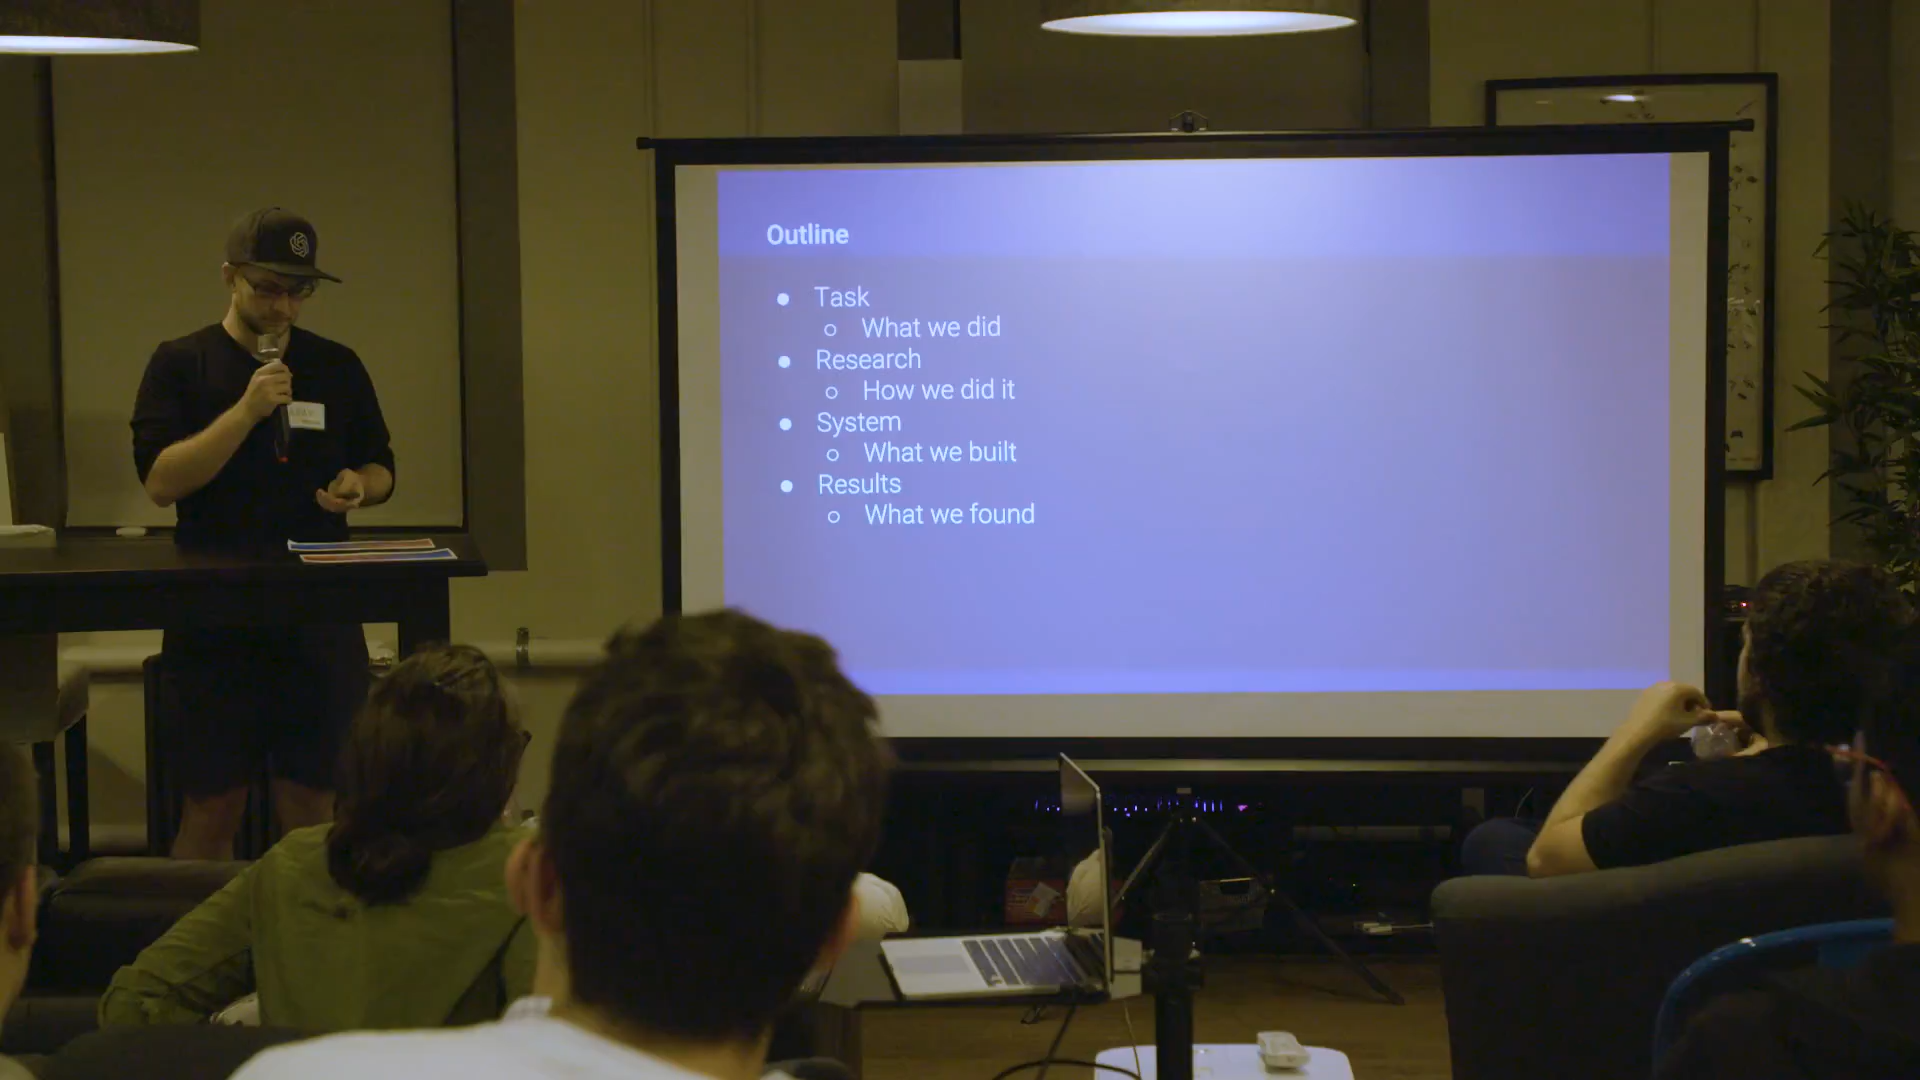 Outline
● Task
○ What we did
● Research
○ How we did it
● System
○ What we built
● Results
○ What we found